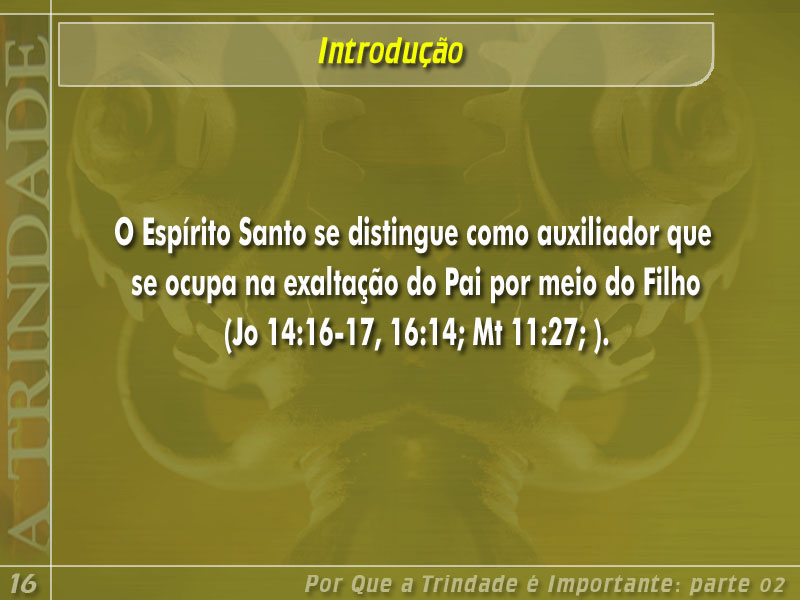 Introdução
A TRINDADE
O Espírito Santo se distingue como auxiliador que
se ocupa na exaltação do Pai por meio do Filho
(Jo 14:16-17, 16:14; Mt 11:27; ).
16
Por Que a Trindade é Importante: parte 02